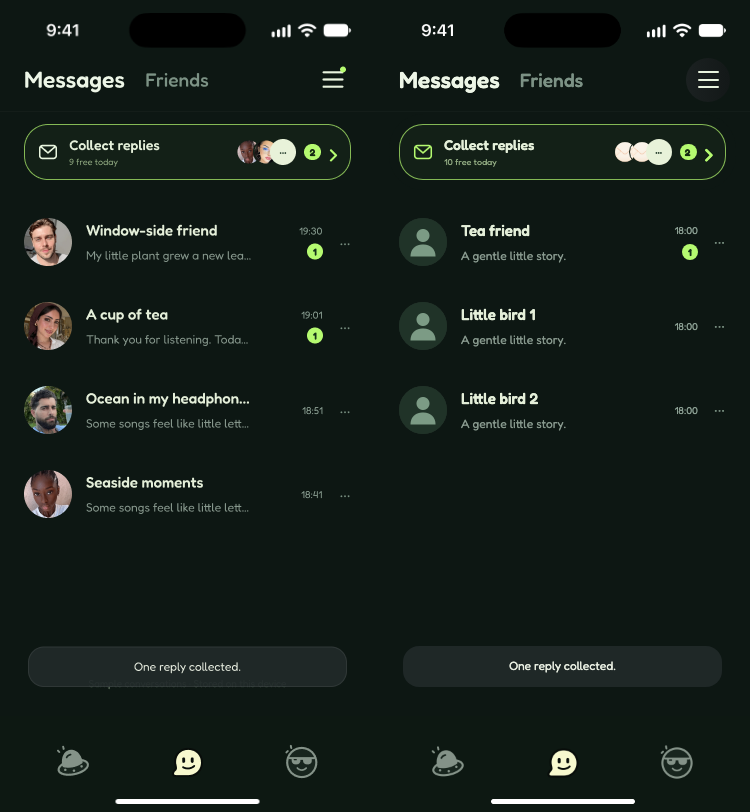 9:41
Messages Friends
Collect replies
9 free today
...
2
Window-side friend
19:30
My little plant grew a new lea...
1
...
A cup of tea
19:01
Thank you for listening. Toda...
1
...
Ocean in my headphon...
18:51
Some songs feel like little lett...
...
Seaside moments
18:41
Some songs feel like little lett...
...
One reply collected.
9:41
Messages Friends
Collect replies
10 free today
...
2
Tea friend
18:00
A gentle little story.
1
...
Little bird 1
18:00
A gentle little story.
...
Little bird 2
18:00
A gentle little story.
...
One reply collected.